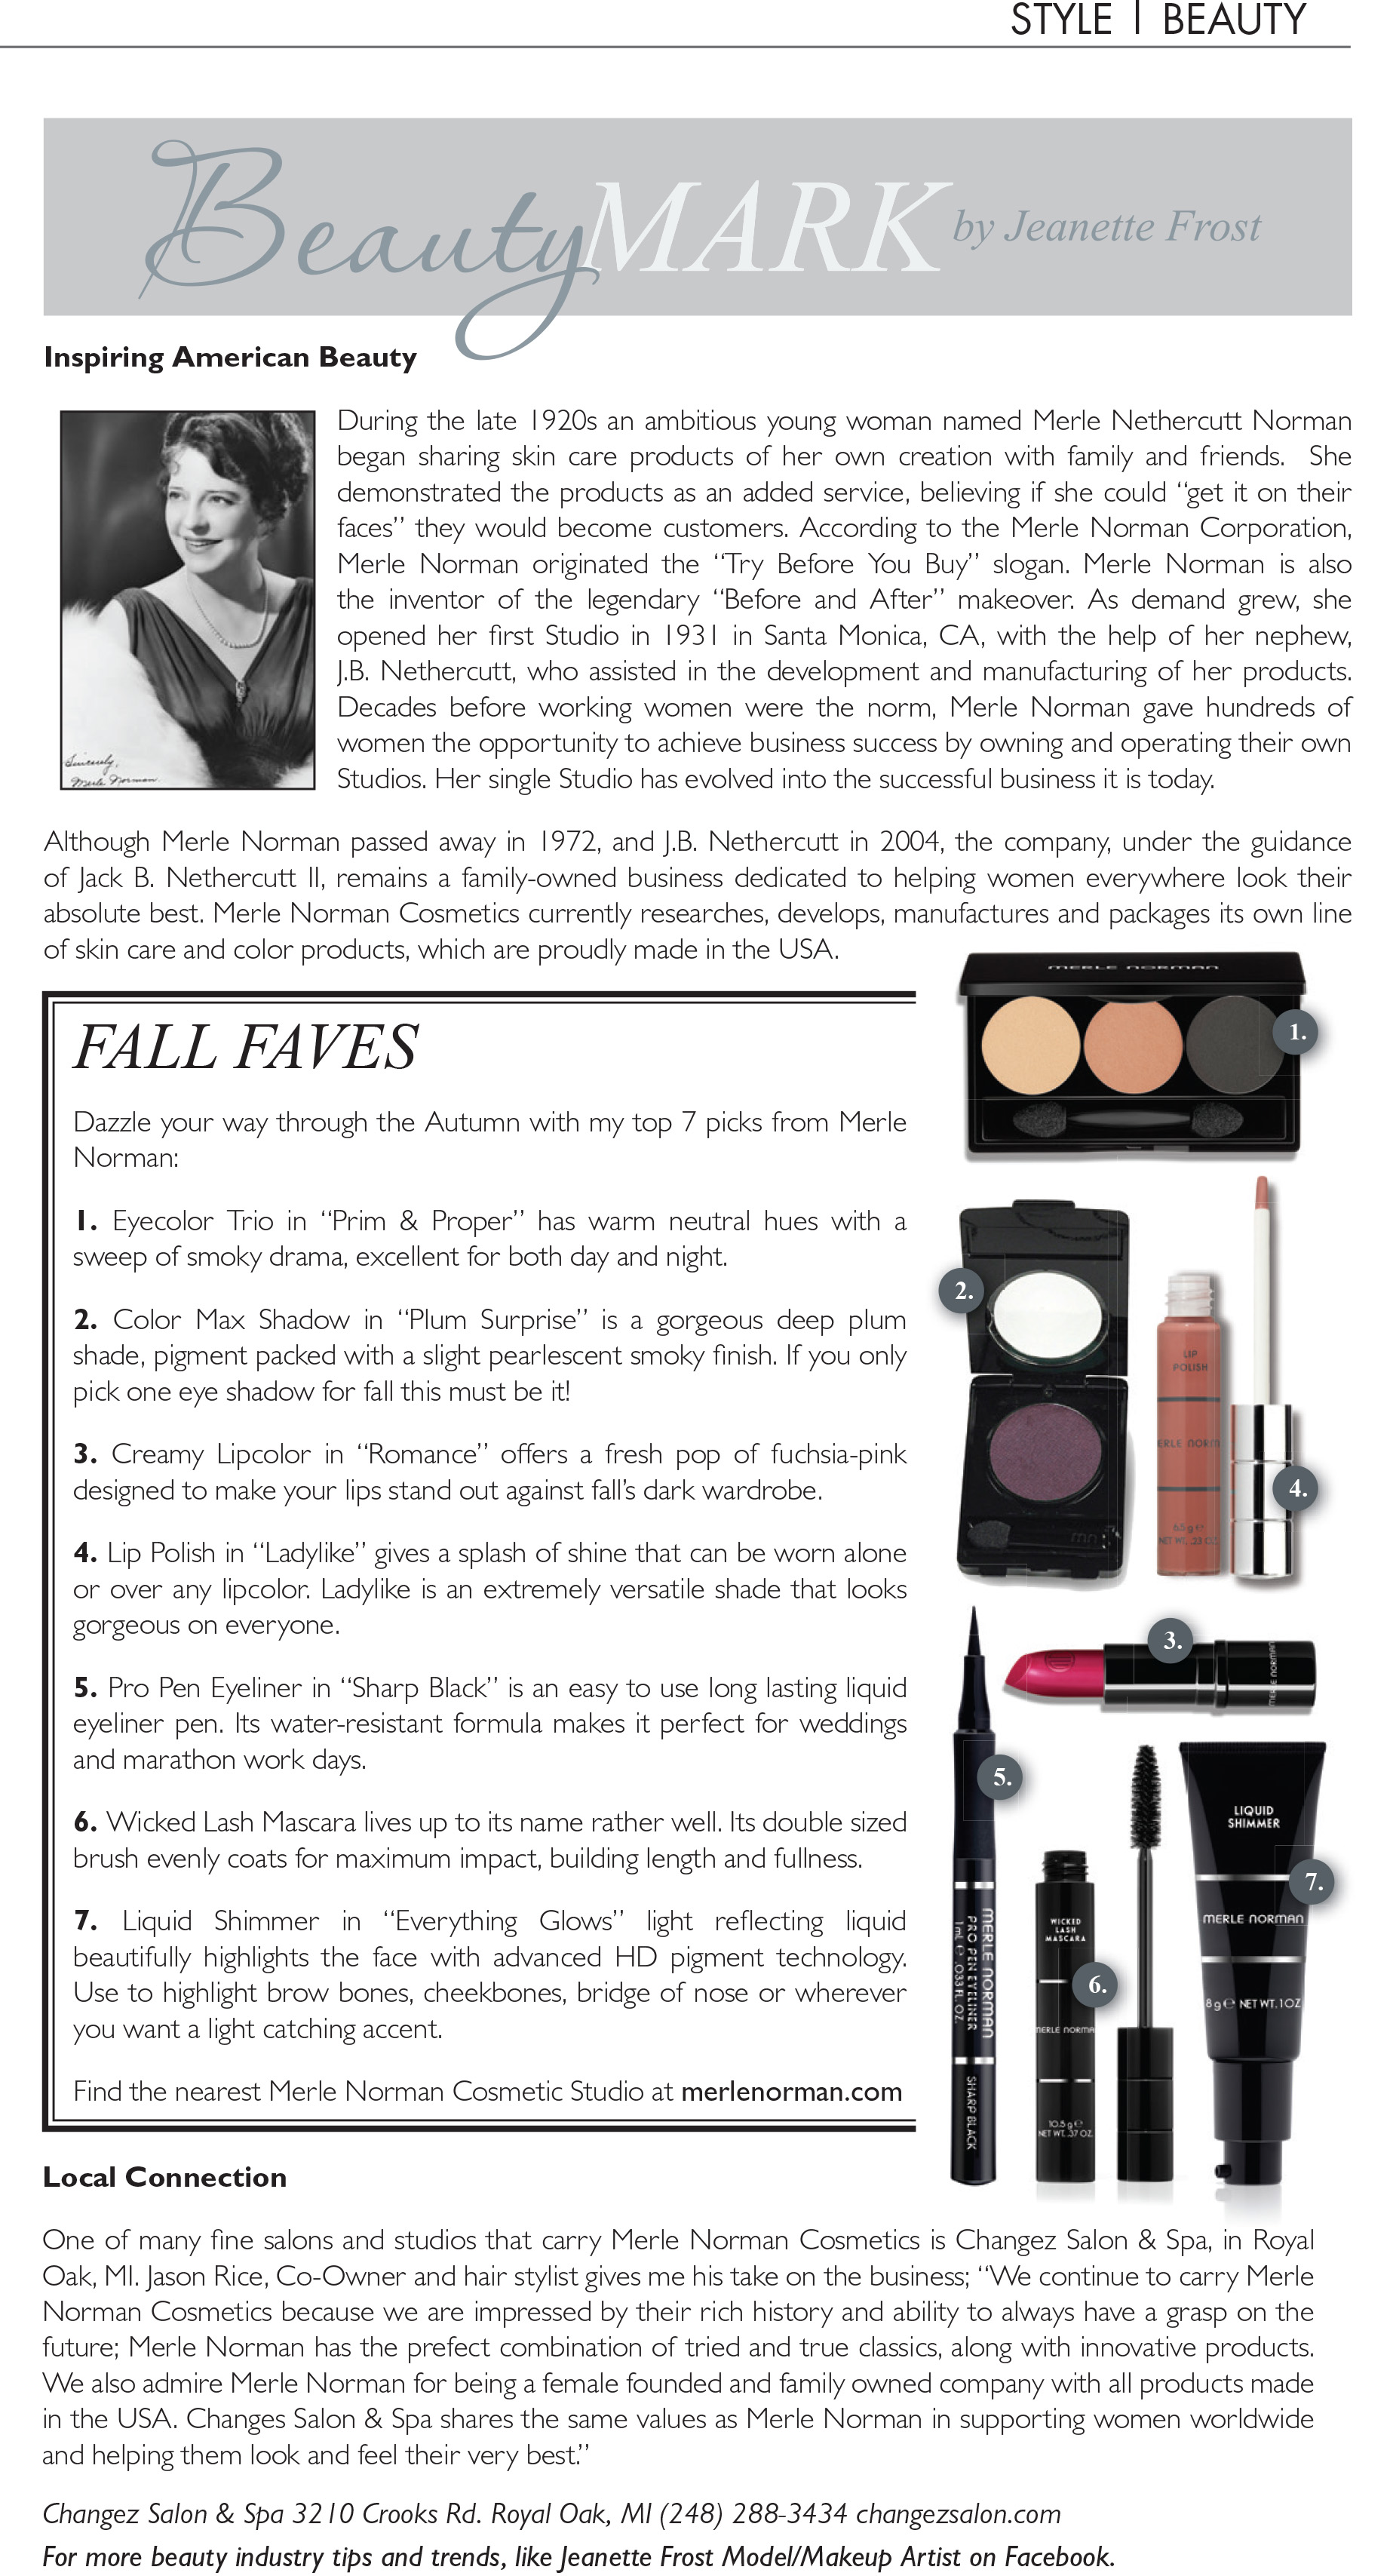 STYLE | BEAUTY
BeautyMARK by Jeanette Frost
Inspiring American Beauty
During the late 1920s an ambitious young woman named Merle Nethercutt Norman
began sharing skin care products of her own creation with family and friends. She
demonstrated the products as an added service, believing if she could “get it on their
faces” they would become customers. According to the Merle Norman Corporation,
Merle Norman originated the “Try Before You Buy” slogan. Merle Norman is also
the inventor of the legendary “Before and After” makeover. As demand grew, she
opened her first Studio in 1931 in Santa Monica, CA, with the help of her nephew,
J.B. Nethercutt, who assisted in the development and manufacturing of her products.
Decades before working women were the norm, Merle Norman gave hundreds of
women the opportunity to achieve business success by owning and operating their own
Studios. Her single Studio has evolved into the successful business it is today.
Sincerely,
Merle Norman
Although Merle Norman passed away in 1972, and J.B. Nethercutt in 2004, the company, under the guidance
of Jack B. Nethercutt II, remains a family-owned business dedicated to helping women everywhere look their
absolute best. Merle Norman Cosmetics currently researches, develops, manufactures and packages its own line
of skin care and color products, which are proudly made in the USA.
FALL FAVES
Dazzle your way through the Autumn with my top 7 picks from Merle
Norman:
1. Eyecolor Trio in “Prim & Proper” has warm neutral hues with a
sweep of smoky drama, excellent for both day and night.
2. Color Max Shadow in “Plum Surprise” is a gorgeous deep plum
shade, pigment packed with a slight pearlescent smoky finish. If you only
pick one eye shadow for fall this must be it!
3. Creamy Lipcolor in “Romance” offers a fresh pop of fuchsia-pink
designed to make your lips stand out against fall’s dark wardrobe.
4. Lip Polish in “Ladylike” gives a splash of shine that can be worn alone
or over any lipcolor. Ladylike is an extremely versatile shade that looks
gorgeous on everyone.
5. Pro Pen Eyeliner in “Sharp Black” is an easy to use long lasting liquid
eyeliner pen. Its water-resistant formula makes it perfect for weddings
and marathon work days.
6. Wicked Lash Mascara lives up to its name rather well. Its double sized
brush evenly coats for maximum impact, building length and fullness.
7. Liquid Shimmer in “Everything Glows” light reflecting liquid
beautifully highlights the face with advanced HD pigment technology.
Use to highlight brow bones, cheekbones, bridge of nose or wherever
you want a light catching accent.
Find the nearest Merle Norman Cosmetic Studio at merlenorman.com
MERLE NORMAN
1.
2.
mn
LIP
POLISH
ERLE NORM
6.5 g e
NET WT. .23 OZ.
4.
3.
MERLE NORMAN
5.
MERLE NORMAN
PRO PEN EYELINER
1mL e .033 FL. OZ.
SHARP BLACK
WICKED
LASH
MASCARA
MERLE NORMA
10.5 g e
NET WT. .37 OZ.
6.
LIQUID
SHIMMER
7.
MERLE NORMAN
8 g e NET WT. 1 OZ
Local Connection
One of many fine salons and studios that carry Merle Norman Cosmetics is Changez Salon & Spa, in Royal
Oak, MI. Jason Rice, Co-Owner and hair stylist gives me his take on the business; “We continue to carry Merle
Norman Cosmetics because we are impressed by their rich history and ability to always have a grasp on the
future; Merle Norman has the prefect combination of tried and true classics, along with innovative products.
We also admire Merle Norman for being a female founded and family owned company with all products made
in the USA. Changes Salon & Spa shares the same values as Merle Norman in supporting women worldwide
and helping them look and feel their very best.”
Changez Salon & Spa 3210 Crooks Rd. Royal Oak, MI (248) 288-3434 changezsalon.com
For more beauty industry tips and trends, like Jeanette Frost Model/Makeup Artist on Facebook.